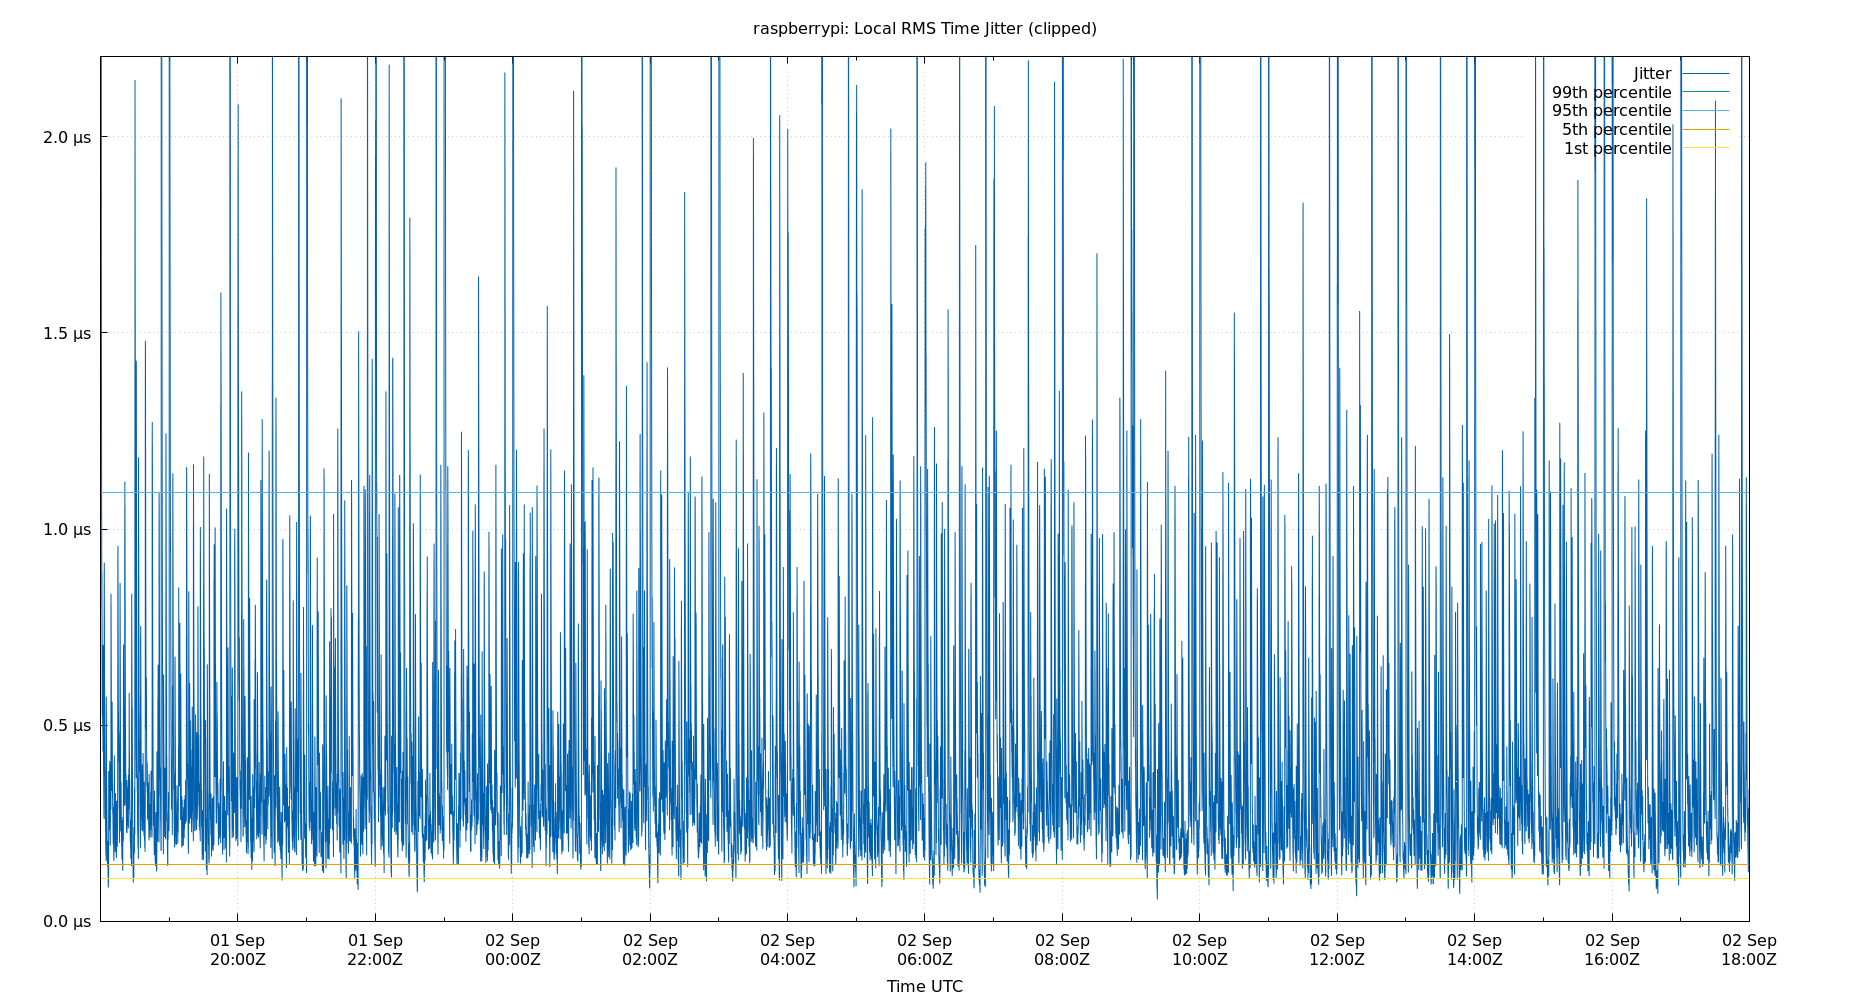 raspberrypi: Local RMS Time Jitter (clipped)
Jitter
99th percentile
95th percentile
5th percentile
1st percentile
2.0 μs
1.5 μs
1.0 μs
0.5 μs
0.0 μs
01 Sep 01 Sep 02 Sep 02 Sep 02 Sep 02 Sep 02 Sep 02 Sep 02 Sep 02 Sep 02 Sep 02 Sep
20:00Z 22:00Z 00:00Z 02:00Z 04:00Z 06:00Z 08:00Z 10:00Z 12:00Z 14:00Z 16:00Z 18:00Z
Time UTC